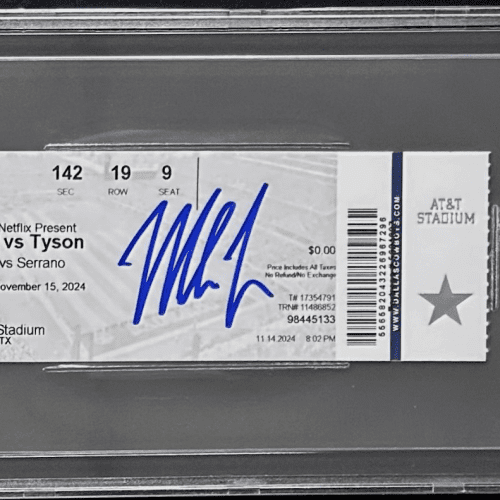 142 19 9
SEC ROW SEAT
Netflix Present
vs Tyson
vs Serrano
ovember 15, 2024
Stadium
TX
$0.00
Price Includes All Taxes
No Refund/No Exchange
T# 17354791
TRN# 11486852
98445133
11.14.2024 8:02 PM
556582043226967296
WWW.DALLASCOWBOYS.COM
AT&T
STADIUM